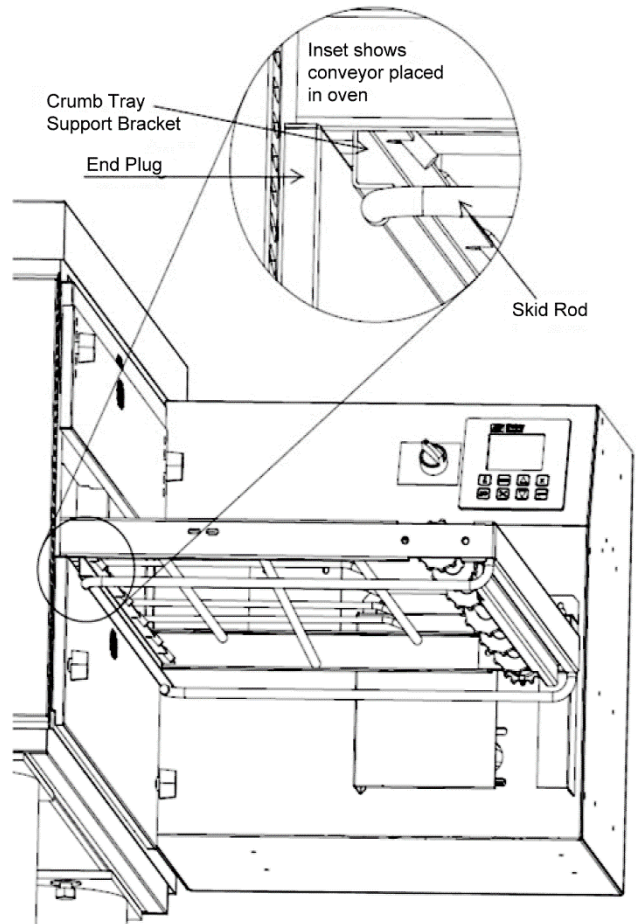 Inset shows
conveyor placed
in oven
Crumb Tray
Support Bracket
End Plug
Skid Rod